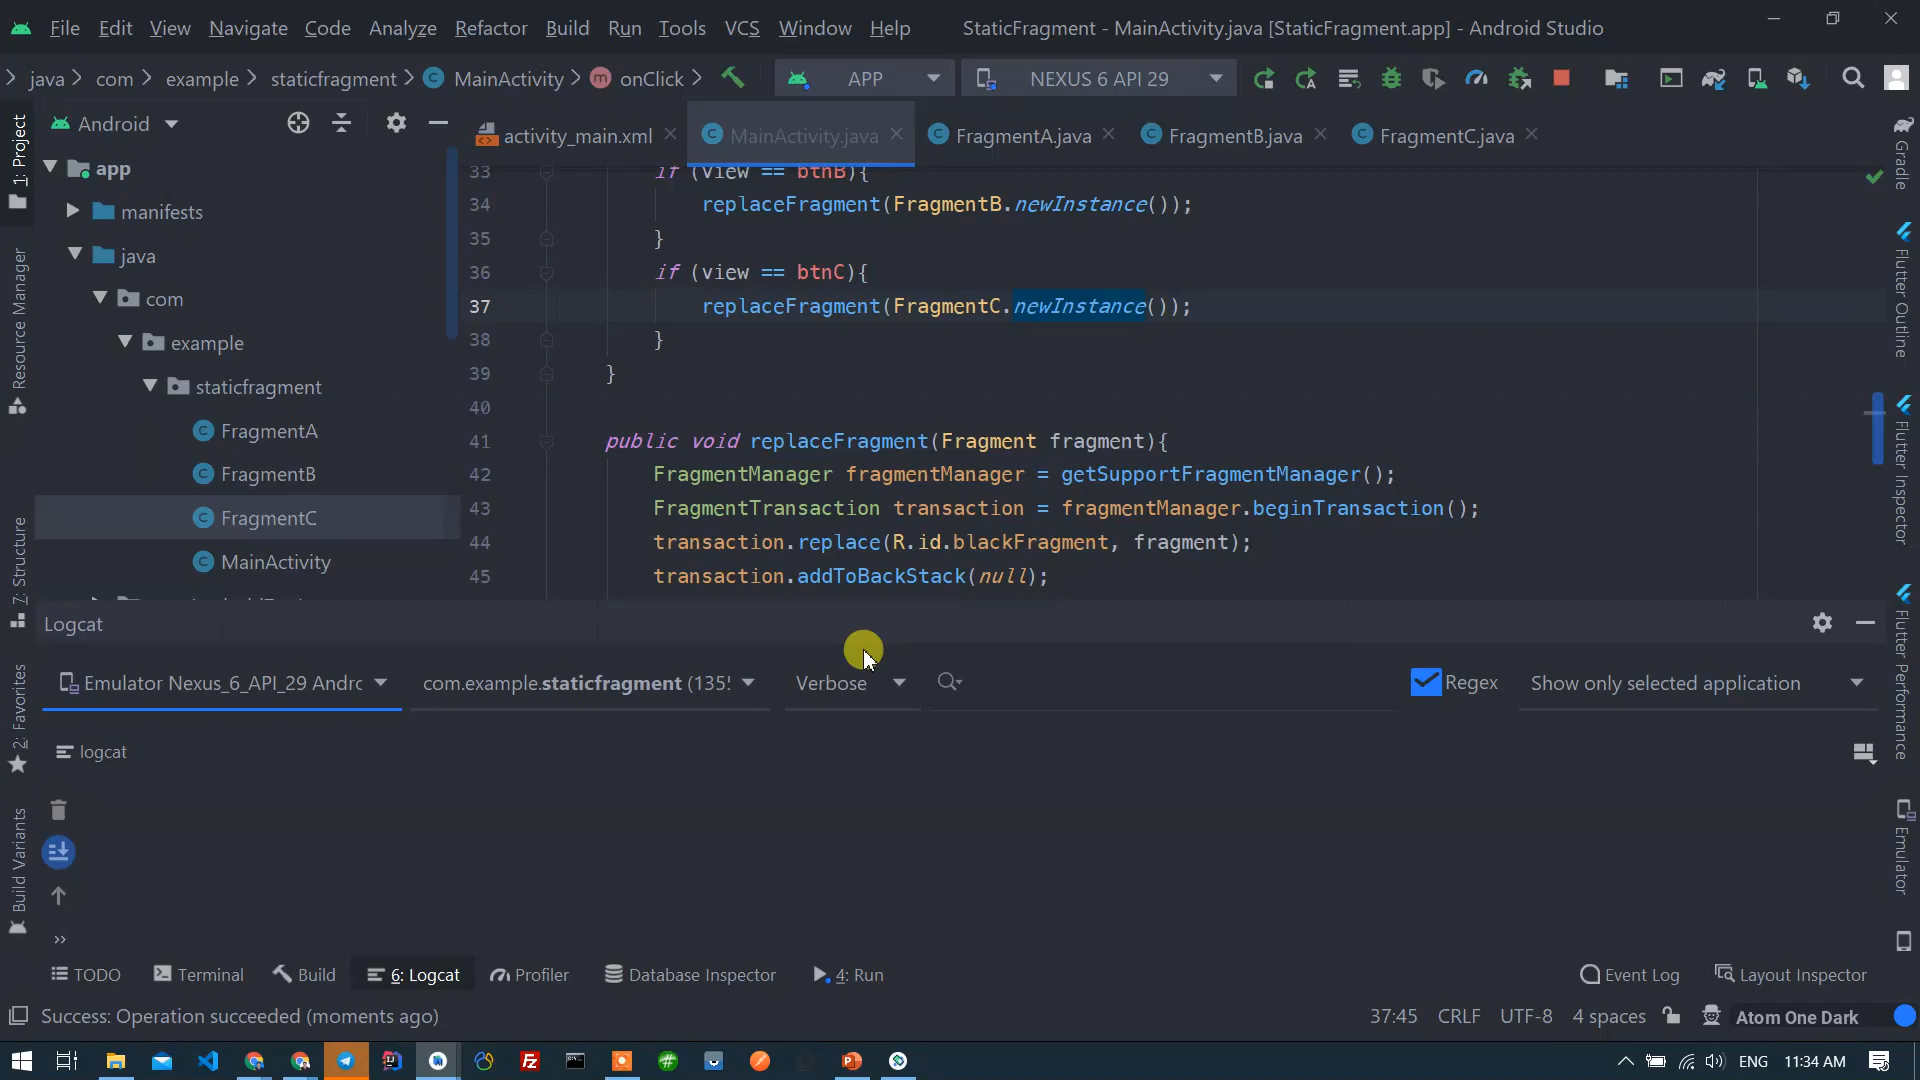 File Edit View Navigate Code Analyze Refactor Build Run Tools VCS Window Help StaticFragment - MainActivity.java [StaticFragment.app] - Android Studio
java com example staticfragment MainActivity onClick APP NEXUS 6 API 29
Android
activity_main.xml MainActivity.java FragmentA.java FragmentB.java FragmentC.java
1: Project
Resource Manager
7: Structure
2: Favorites
Build Variants
app
manifests
java
com
example
staticfragment
FragmentA
FragmentB
FragmentC
MainActivity
33 if (view == btnB){
34 replaceFragment(FragmentB.newInstance());
35 }
36 if (view == btnC){
37 replaceFragment(FragmentC.newInstance());
38 }
39 }
40
41 public void replaceFragment(Fragment fragment){
42 FragmentManager fragmentManager = getSupportFragmentManager();
43 FragmentTransaction transaction = fragmentManager.beginTransaction();
44 transaction.replace(R.id.blackFragment, fragment);
45 transaction.addToBackStack(null);
Gradle
Flutter Outline
Flutter Inspector
Flutter Performance
Emulator
Logcat
Emulator Nexus_6_API_29 Andrc com.example.staticfragment (135! Verbose Regex Show only selected application
logcat
TODO Terminal Build 6: Logcat Profiler Database Inspector 4: Run Event Log Layout Inspector
Success: Operation succeeded (moments ago) 37:45 CRLF UTF-8 4 spaces Atom One Dark
ENG 11:34 AM